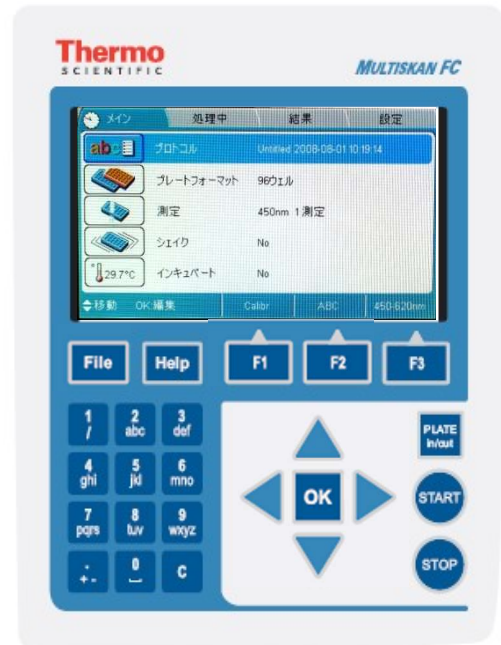 Thermo
SCIENTIFIC
MULTISKAN FC
メイン 処理中 結果 設定
abc プロトコル Untitled 2008-08-01 10:19:14
プレートフォーマット 96ウェル
測定 450nm 1測定
シェイク No
29.7°C インキュベート No
移動 OK:編集 Calibr ABC 450-620nm
File Help F1 F2 F3
1 2 3
/ abc def
4 5 6
ghi jkl mno
7 8 9
pqrs tuv wxyz
. 0 C
+-
PLATE
in/out
OK
START
STOP